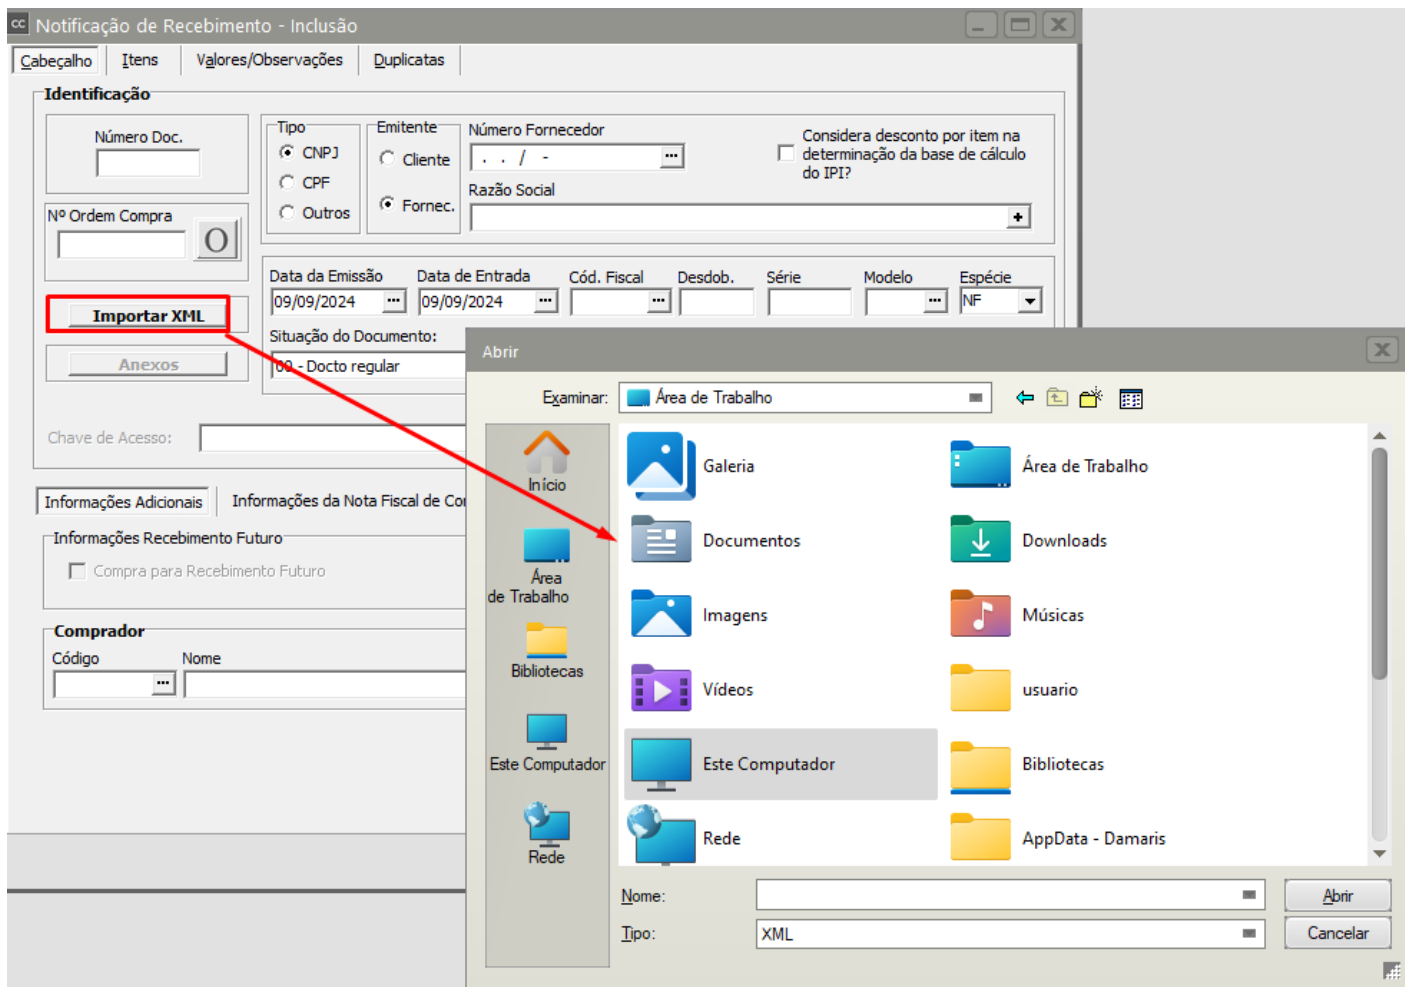 cc Notificação de Recebimento - Inclusão
Cabeçalho Itens Valores/Observações Duplicatas
Identificação
Número Doc.
Nº Ordem Compra
O
Importar XML
Anexos
Tipo
CNPJ
CPF
Outros
Emitente
Cliente
Fornec.
Número Fornecedor
. . / -
...
Razão Social
+
Considera desconto por item na
determinação da base de cálculo
do IPI?
Data da Emissão Data de Entrada Cód. Fiscal Desdob. Série Modelo Espécie
09/09/2024 ... 09/09/2024 ... ... ... NF
Situação do Documento:
00 - Docto regular
Chave de Acesso:
Informações Adicionais Informações da Nota Fiscal de Co
Informações Recebimento Futuro
Compra para Recebimento Futuro
Comprador
Código Nome
...
Abrir
Examinar: Área de Trabalho
Início
Área
de Trabalho
Bibliotecas
Este Computador
Rede
Galeria Área de Trabalho
Documentos Downloads
Imagens Músicas
Vídeos usuario
Este Computador Bibliotecas
Rede AppData - Damaris
Nome: Abrir
Tipo: XML Cancelar